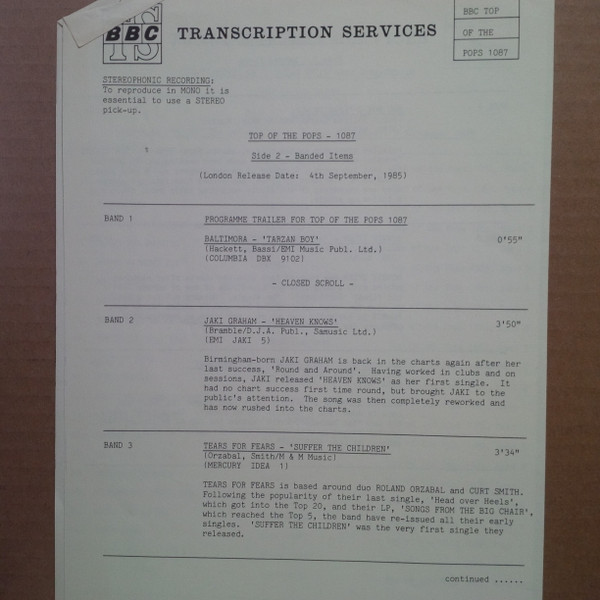 BBC
TRANSCRIPTION SERVICES
BBC TOP
OF THE
POPS 1087
STEREOPHONIC RECORDING:
To reproduce in MONO it is
essential to use a STEREO
pick-up.
TOP OF THE POPS - 1087
Side 2 - Banded Items
(London Release Date: 4th September, 1985)
BAND 1 PROGRAMME TRAILER FOR TOP OF THE POPS 1087
BALTIMORA - 'TARZAN BOY' 0'55"
(Hackett, Bassi/EMI Music Publ. Ltd.)
(COLUMBIA DBX 9102)
- CLOSED SCROLL -
BAND 2 JAKI GRAHAM - 'HEAVEN KNOWS' 3'50"
(Bramble/D.J.A. Publ., Samusic Ltd.)
(EMI JAKI 5)
Birmingham-born JAKI GRAHAM is back in the charts again after her
last success, 'Round and Around'. Having worked in clubs and on
sessions, JAKI released 'HEAVEN KNOWS' as her first single. It
had no chart success first time round, but brought JAKI to the
public's attention. The song was then completely reworked and
has now rushed into the charts.
BAND 3 TEARS FOR FEARS - 'SUFFER THE CHILDREN' 3'34"
(Orzabal, Smith/M & M Music)
(MERCURY IDEA 1)
TEARS FOR FEARS is based around duo ROLAND ORZABAL and CURT SMITH.
Following the popularity of their last single, 'Head over Heels',
which got into the Top 20, and their LP, 'SONGS FROM THE BIG CHAIR',
which reached the Top 5, the band have re-issued all their early
singles. 'SUFFER THE CHILDREN' was the very first single they
released.
continued ......